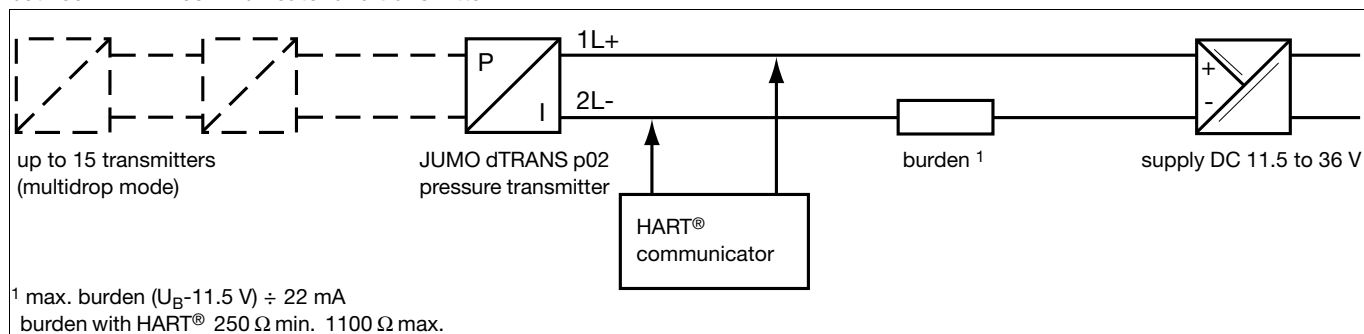 1L+
P
I
2L-
+
-
up to 15 transmitters
(multidrop mode)
JUMO dTRANS p02
pressure transmitter
burden ¹
supply DC 11.5 to 36 V
HART®
communicator
¹ max. burden (U_B-11.5 V) ÷ 22 mA
burden with HART® 250 Ω min. 1100 Ω max.